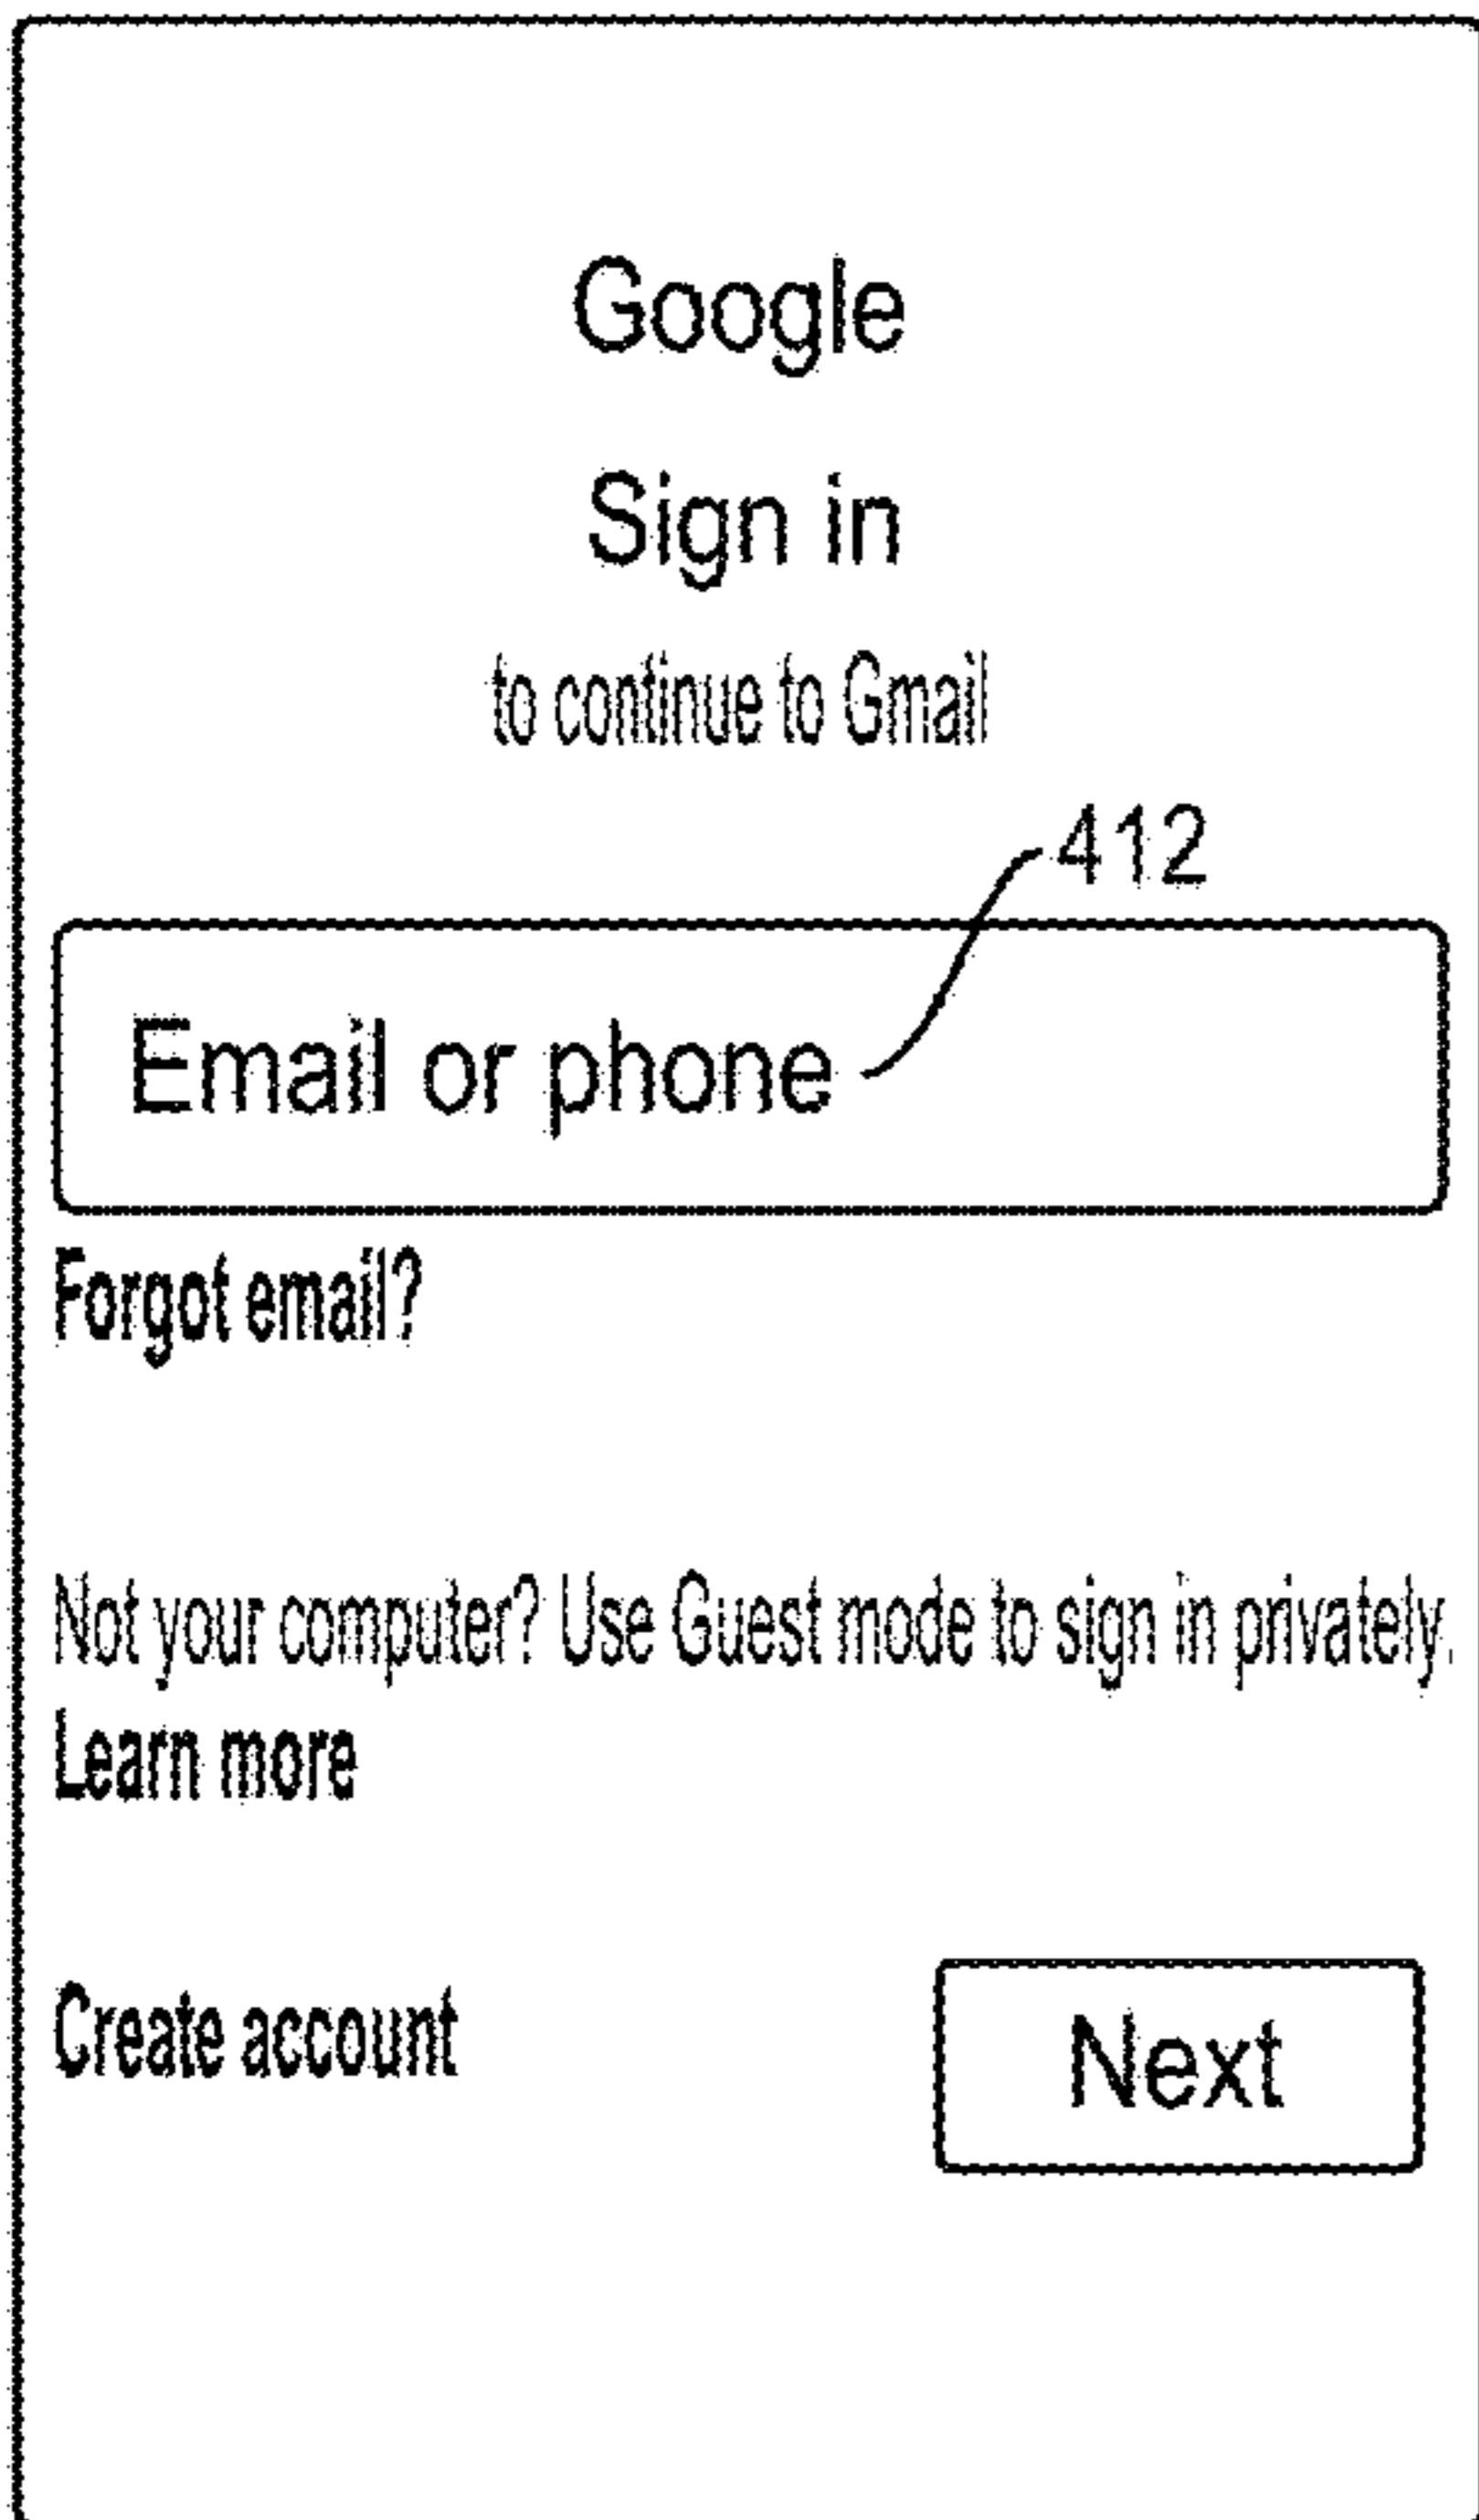 Google
Sign in
to continue to Gmail
412
Email or phone
Forgot email?
Not your computer? Use Guest mode to sign in privately.
Learn more
Create account
Next